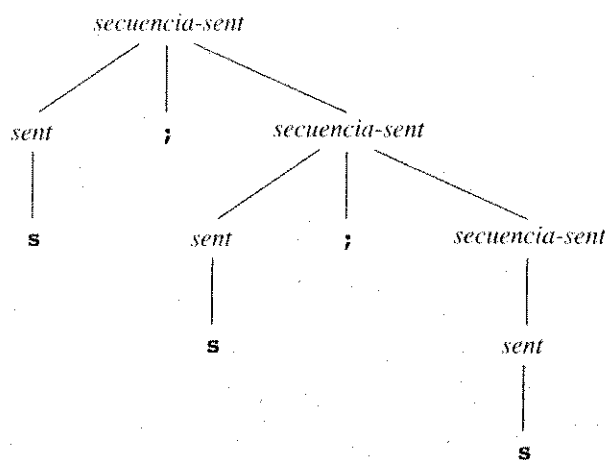 secuencia-sent
sent ; secuencia-sent
s sent ; secuencia-sent
s sent
s